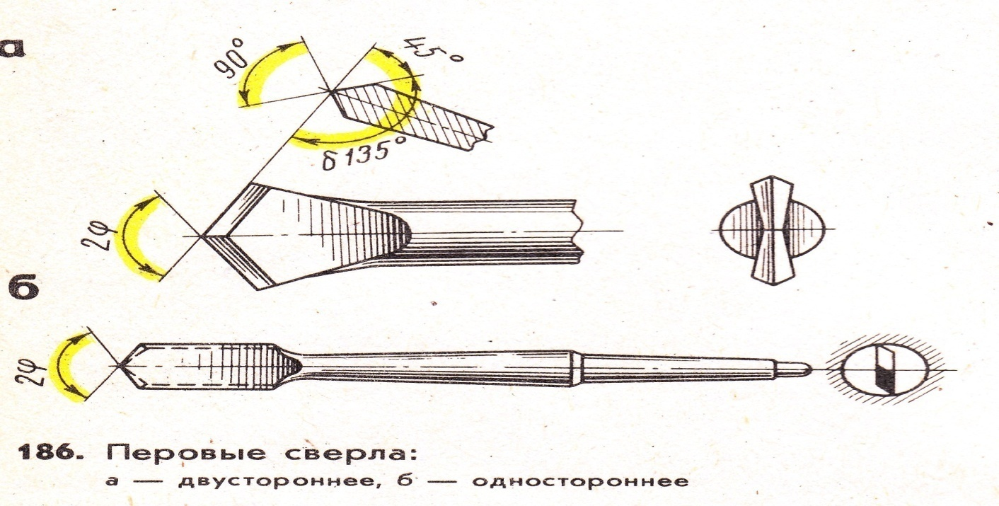 а
90°
45°
δ 135°
2φ
б
2φ
186. Перовые сверла:
а — двустороннее, б — одностороннее